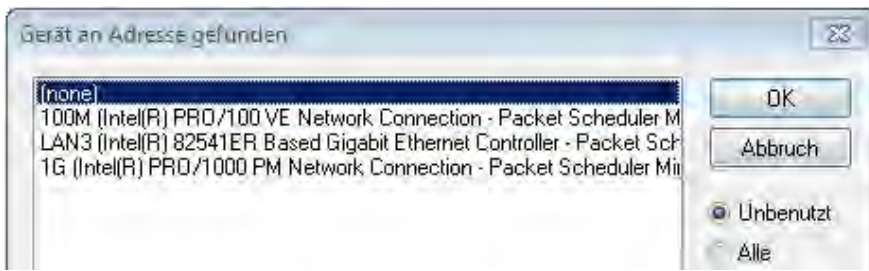 Gerät an Adresse gefunden
(none)
100M (Intel(R) PRO/100 VE Network Connection - Packet Scheduler M
LAN3 (Intel(R) 82541ER Based Gigabit Ethernet Controller - Packet Sch
1G (Intel(R) PRO/1000 PM Network Connection - Packet Scheduler Mi
OK
Abbruch
Unbenutzt
Alle